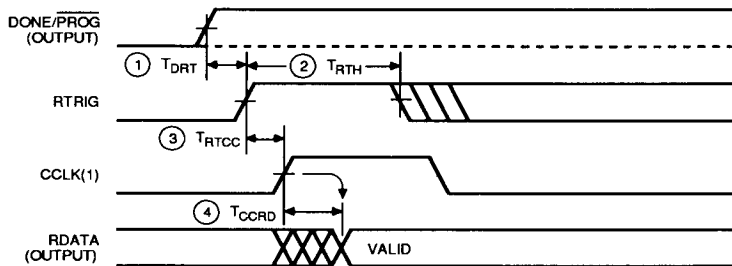 DONE/PROG
(OUTPUT)
1 TDRT 2 TRTH
RTRIG
3 TRTCC
CCLK(1)
4 TCCRD
RDATA
(OUTPUT)
VALID